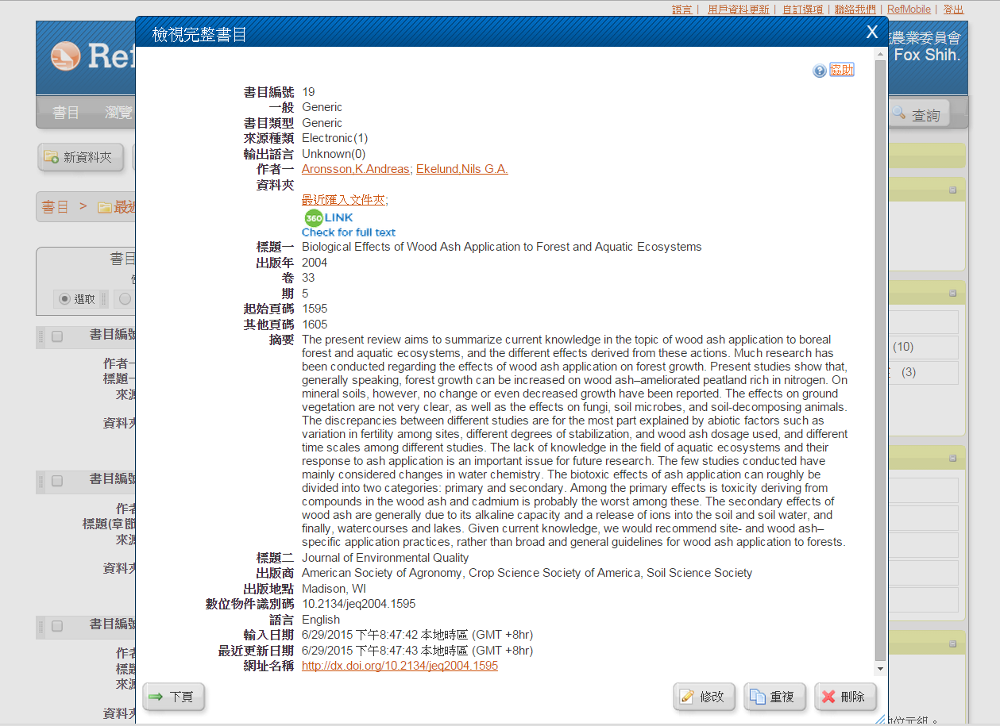 語言 | 用戶資料更新 | 自訂選項 | 聯絡我們 | RefMobile | 登出
檢視完整書目 X
農業委員會
Ref
Fox Shih.
協助
書目 瀏覽
查詢
新資料夾
書目 > 最近
書目
選取
書目編號
作者一
標題一
來源
資料夾
書目編號
作者
標題(章節
來源
資料夾
書目編號
作者
標題
來源
資料夾
書目編號 19
一般 Generic
書目類型 Generic
來源種類 Electronic(1)
輸出語言 Unknown(0)
作者一 Aronsson,K.Andreas; Ekelund,Nils G.A.
資料夾
最近匯入文件夾;
360 LINK
Check for full text
標題一 Biological Effects of Wood Ash Application to Forest and Aquatic Ecosystems
出版年 2004
卷 33
期 5
起始頁碼 1595
其他頁碼 1605
摘要 The present review aims to summarize current knowledge in the topic of wood ash application to boreal
forest and aquatic ecosystems, and the different effects derived from these actions. Much research has
been conducted regarding the effects of wood ash application on forest growth. Present studies show that,
generally speaking, forest growth can be increased on wood ash–ameliorated peatland rich in nitrogen. On
mineral soils, however, no change or even decreased growth have been reported. The effects on ground
vegetation are not very clear, as well as the effects on fungi, soil microbes, and soil-decomposing animals.
The discrepancies between different studies are for the most part explained by abiotic factors such as
variation in fertility among sites, different degrees of stabilization, and wood ash dosage used, and different
time scales among different studies. The lack of knowledge in the field of aquatic ecosystems and their
response to ash application is an important issue for future research. The few studies conducted have
mainly considered changes in water chemistry. The biotoxic effects of ash application can roughly be
divided into two categories: primary and secondary. Among the primary effects is toxicity deriving from
compounds in the wood ash and cadmium is probably the worst among these. The secondary effects of
wood ash are generally due to its alkaline capacity and a release of ions into the soil and soil water, and
finally, watercourses and lakes. Given current knowledge, we would recommend site- and wood ash–
specific application practices, rather than broad and general guidelines for wood ash application to forests.
標題二 Journal of Environmental Quality
出版商 American Society of Agronomy, Crop Science Society of America, Soil Science Society
出版地點 Madison, WI
數位物件識別碼 10.2134/jeq2004.1595
語言 English
輸入日期 6/29/2015 下午8:47:42 本地時區 (GMT +8hr)
最近更新日期 6/29/2015 下午8:47:43 本地時區 (GMT +8hr)
網址名稱 http://dx.doi.org/10.2134/jeq2004.1595
(10)
(3)
下頁 修改 重複 刪除
位元組。